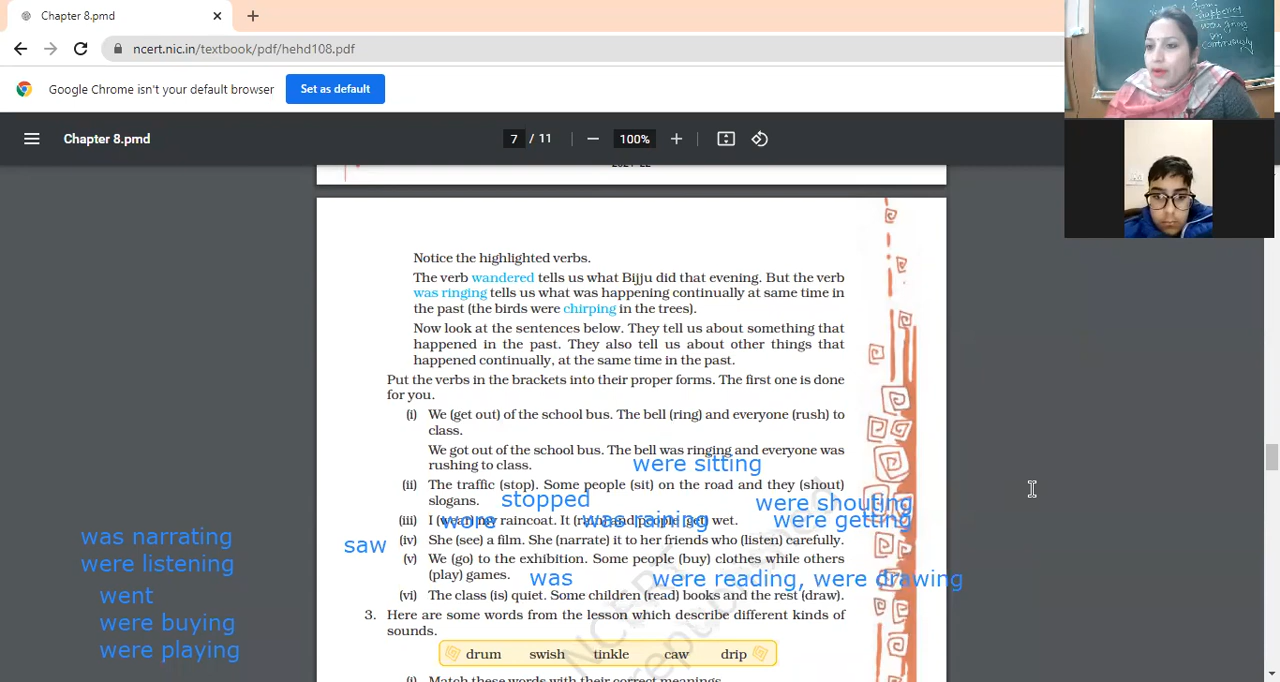 Chapter 8.pmd
ncert.nic.in/textbook/pdf/hehd108.pdf
Google Chrome isn't your default browser
Set as default
Chapter 8.pmd
7 / 11
100%
Notice the highlighted verbs.
The verb wandered tells us what Bijju did that evening. But the verb
was ringing tells us what was happening continually at same time in
the past (the birds were chirping in the trees).
Now look at the sentences below. They tell us about something that
happened in the past. They also tell us about other things that
happened continually, at the same time in the past.
Put the verbs in the brackets into their proper forms. The first one is done
for you.
(i) We (get out) of the school bus. The bell (ring) and everyone (rush) to
class.
We got out of the school bus. The bell was ringing and everyone was
rushing to class.
were sitting
(ii) The traffic (stop). Some people (sit) on the road and they (shout)
slogans.
stopped
were shouting
(iii) I (wear) my raincoat. It (rain) and people (get) wet.
wore
was raining
were getting
(iv) She (see) a film. She (narrate) it to her friends who (listen) carefully.
saw
was narrating
were listening
(v) We (go) to the exhibition. Some people (buy) clothes while others
(play) games.
went
were buying
were playing
was
were reading, were drawing
(vi) The class (is) quiet. Some children (read) books and the rest (draw).
3. Here are some words from the lesson which describe different kinds of
sounds.
drum swish tinkle caw drip
(i) Match these words with their correct meanings.
happened
continuously